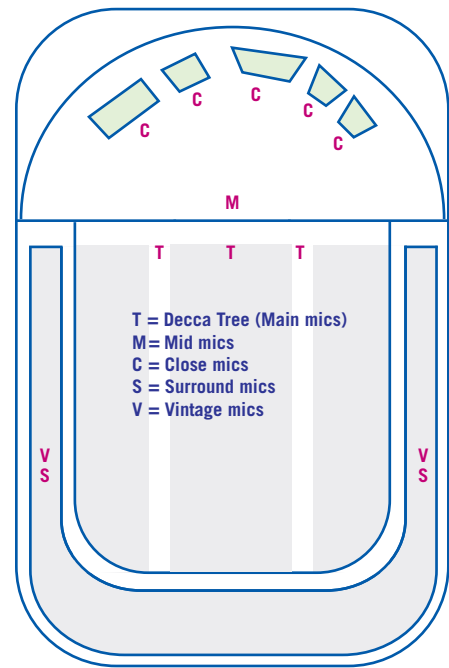 C
C
C
C
C
M
T T T
T = Decca Tree (Main mics)
M = Mid mics
C = Close mics
S = Surround mics
V = Vintage mics
V V
S S